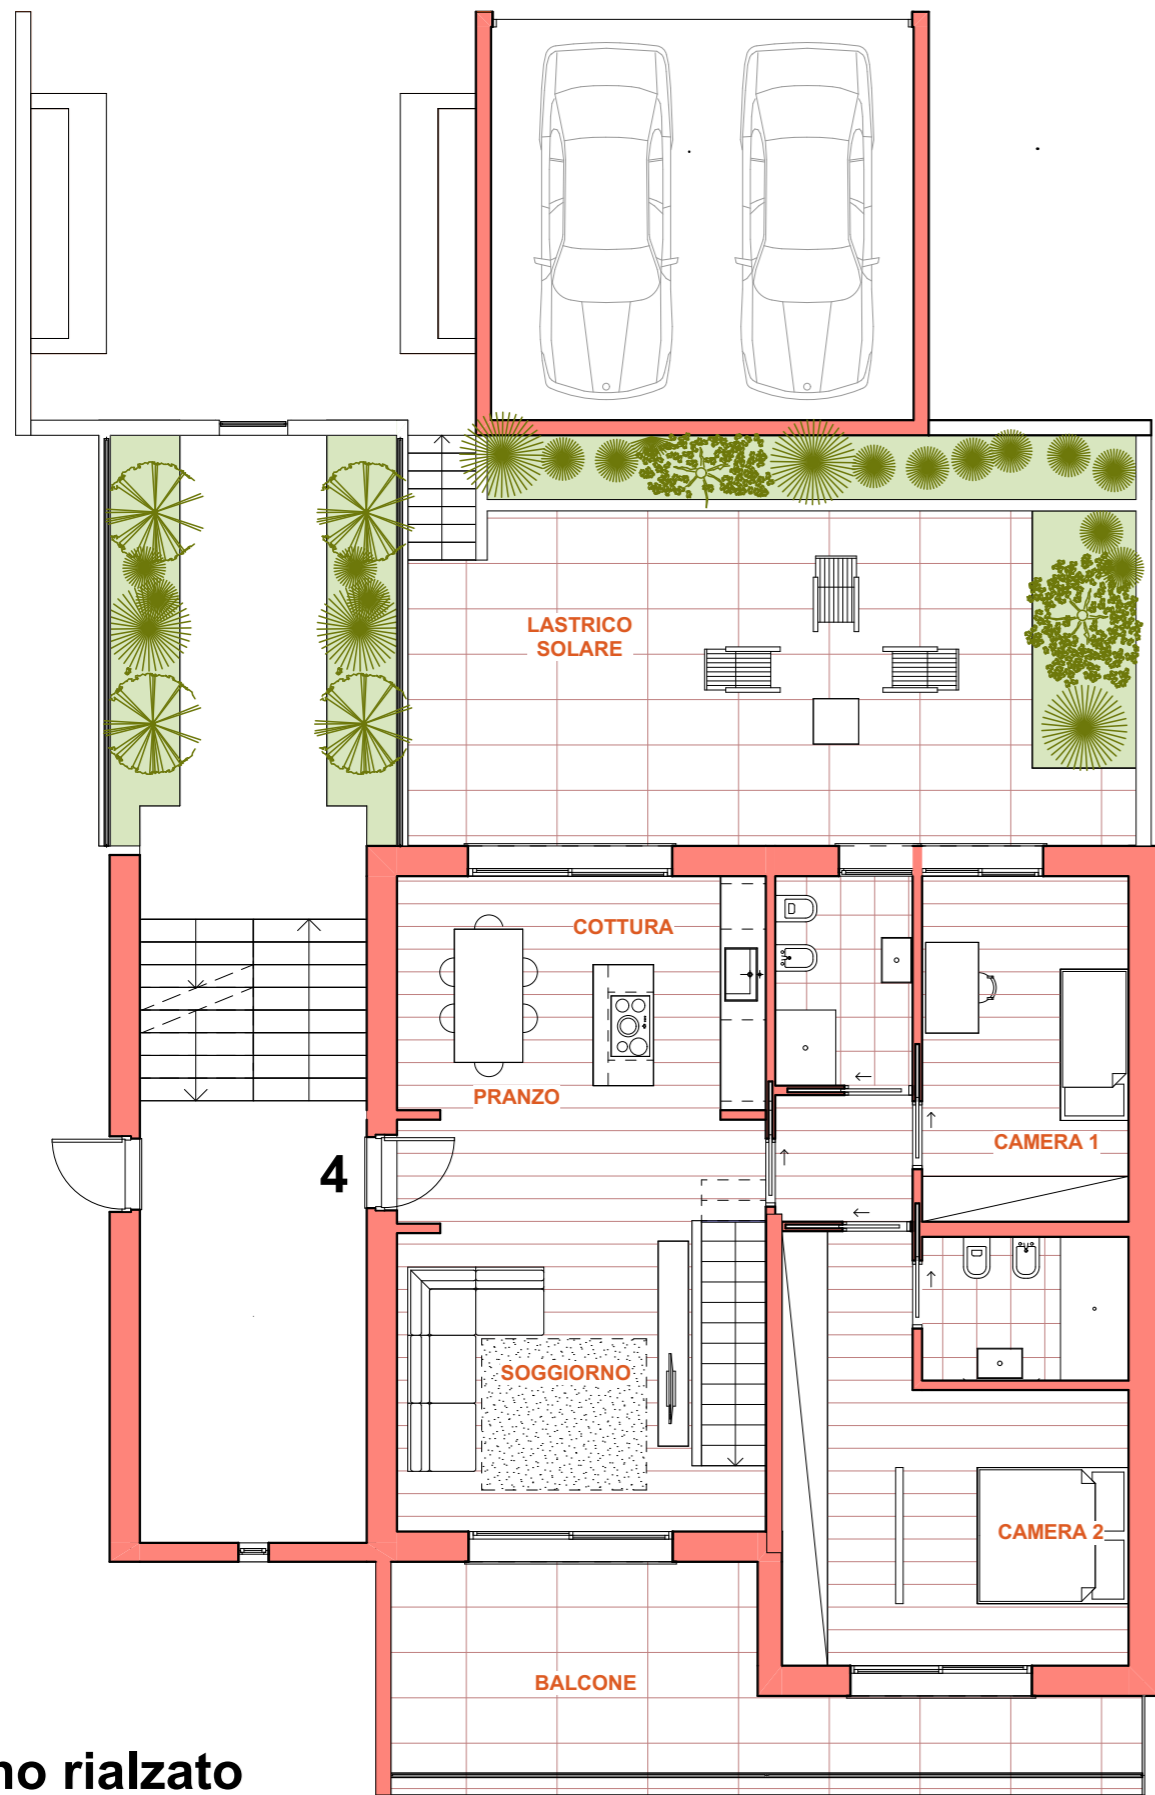 LASTRICO
SOLARE
COTTURA
PRANZO
4
CAMERA 1
SOGGIORNO
CAMERA 2
BALCONE
no rialzato